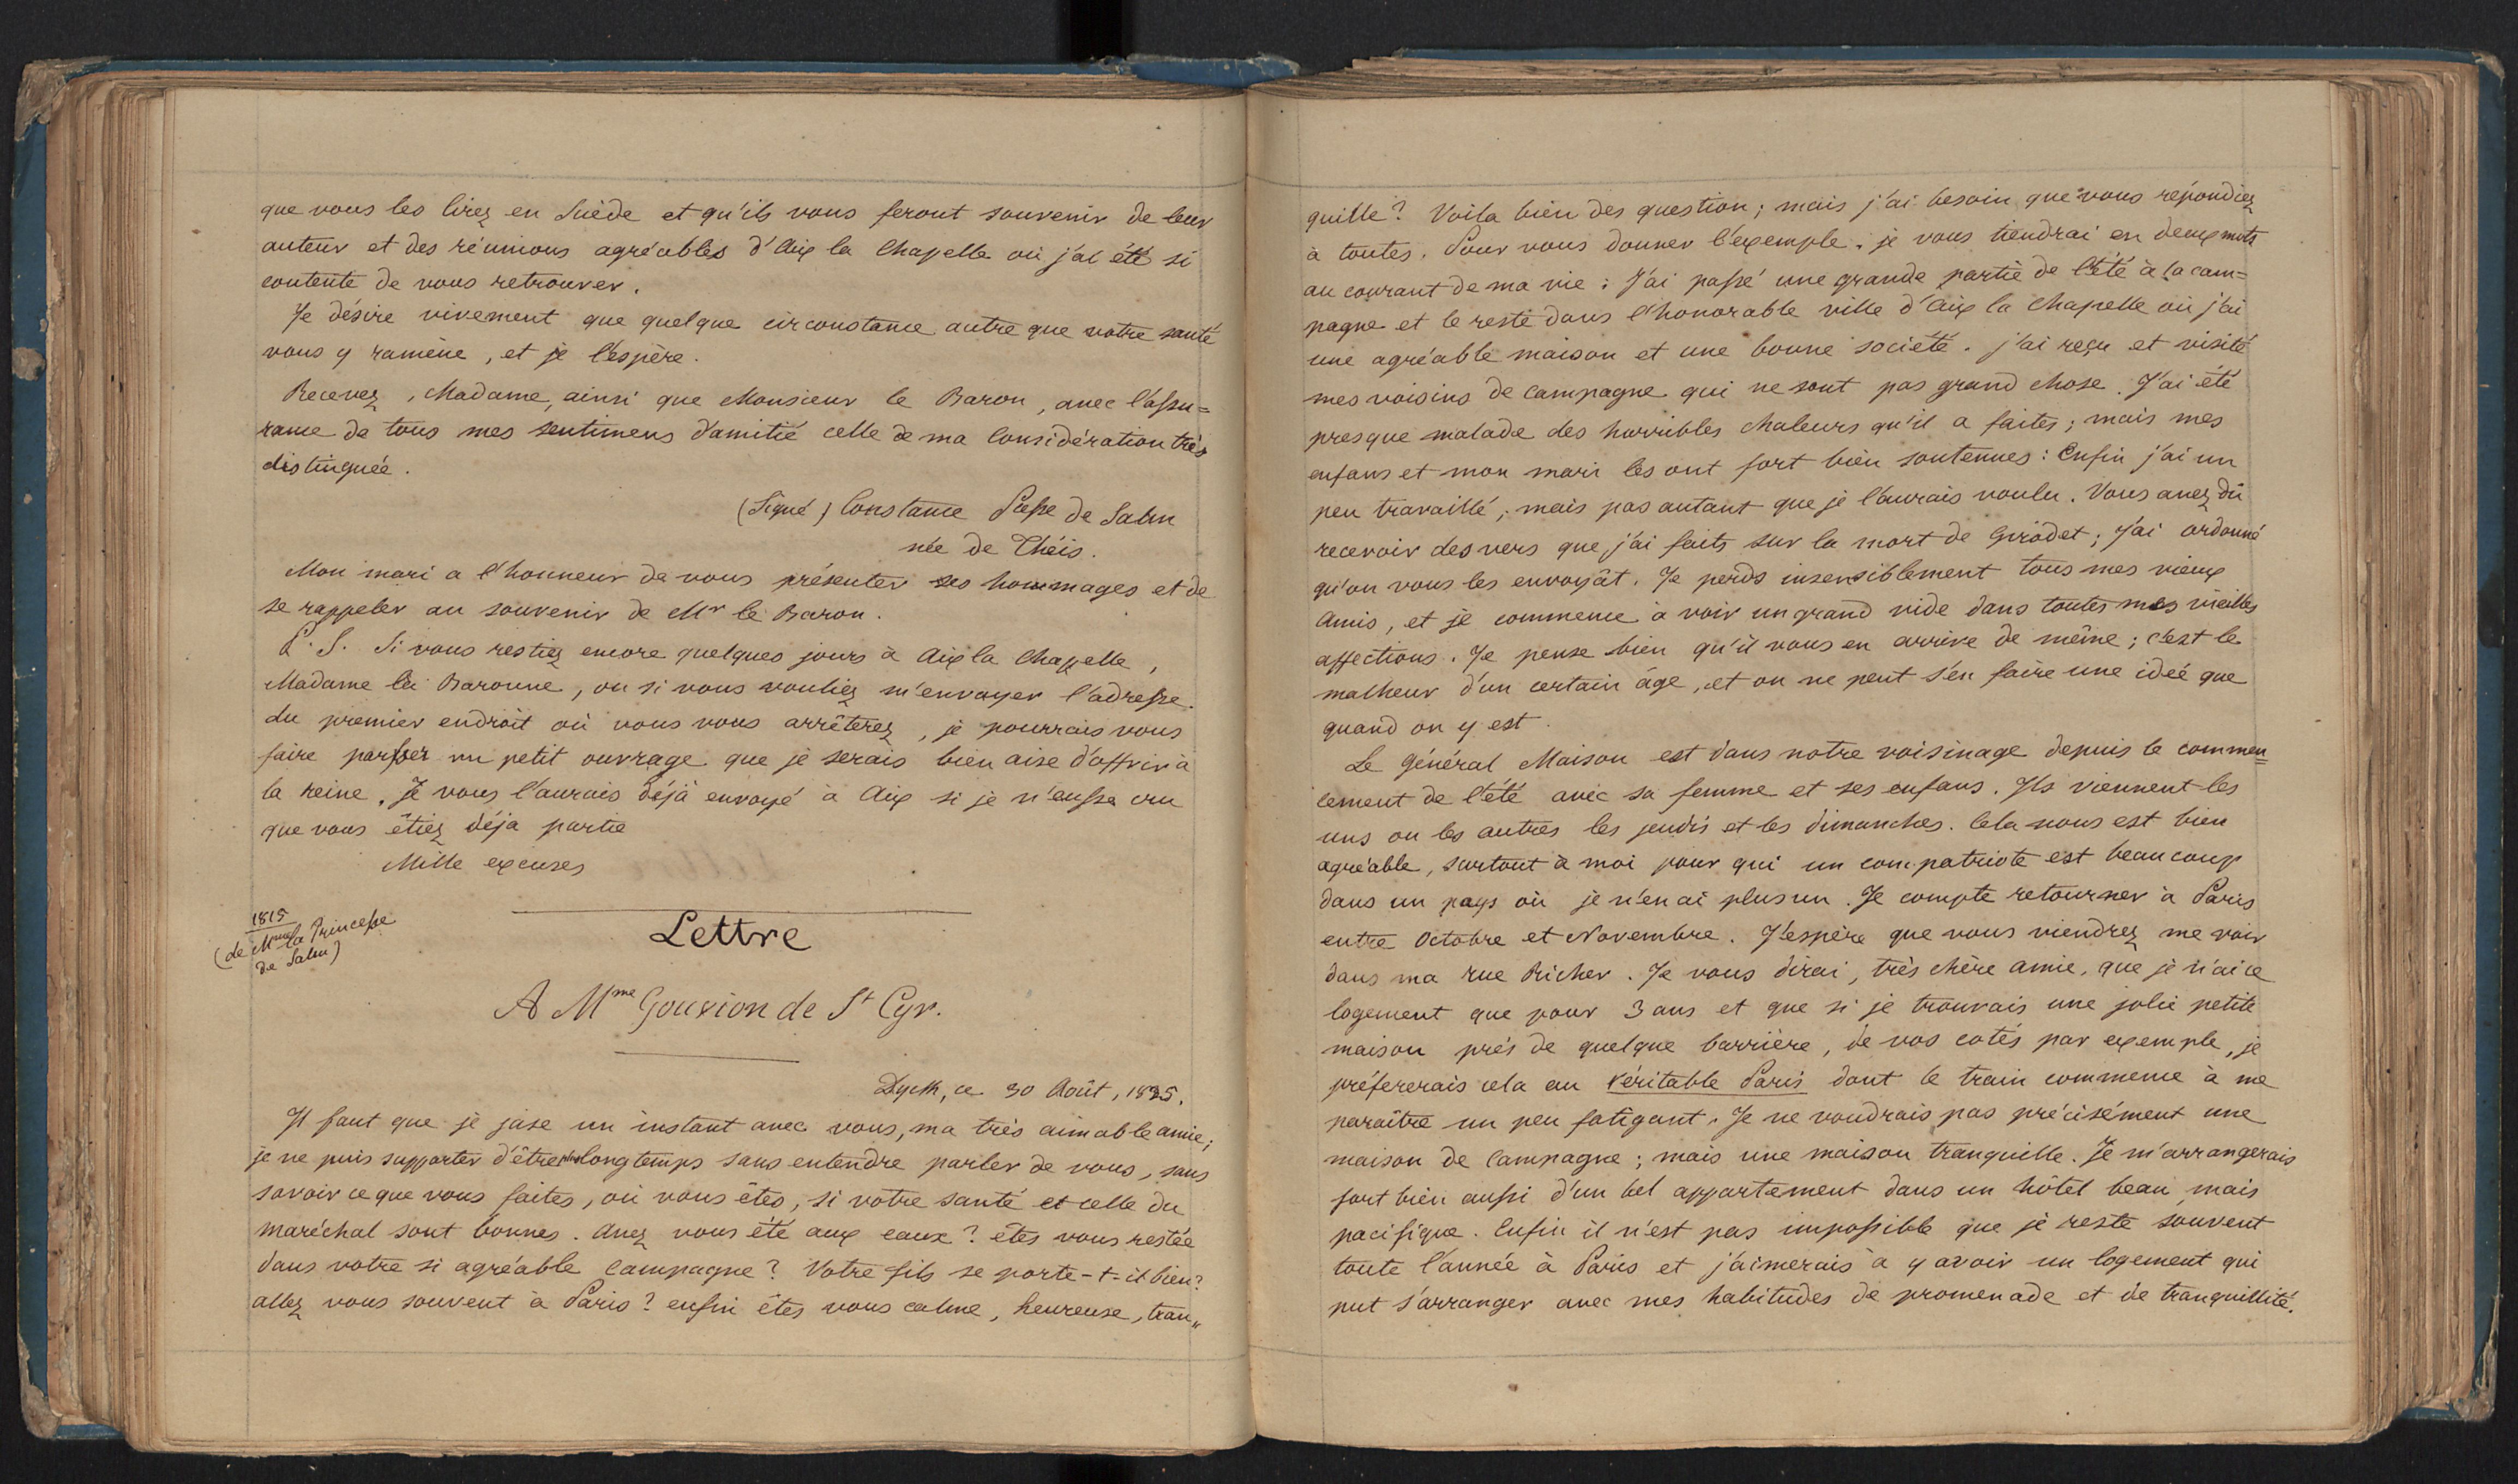 que vous les lirez en Suède et qu'ils vous feront souvenir de leur
auteur et des réunions agréables d'Aix la Chapelle où j'ai été si
contente de vous retrouver.
Je désire vivement que quelque circonstance autre que votre santé
vous y ramène, et je l'espère.
Recevez, Madame, ainsi que Monsieur le Baron, avec l'assu=
rance de tous mes sentimens d'amitié celle de ma Considération très
distinguée.
(Signé) Constance Psse de Salm
née de Théis.
Mon mari a l'honneur de vous présenter ses hommages et de
se rappeler au souvenir de Mr le Baron.
P. S. Si vous restiez encore quelques jours à Aix la Chapelle,
Madame la Baronne, ou si vous vouliez m'envoyer l'adresse
du premier endroit où vous vous arrêterez, je pourrais vous
faire passer un petit ouvrage que je serais bien aise d'offrir à
la reine. Je vous l'aurais déjà envoyé à Aix si je n'eusse cru
que vous étiez déja partie
Mille excuses
1815
(de Mme la Princesse
de Salm)
Lettre
A Mme Gouvion de St Cyr.
Dyck, ce 30 Août, 1825.
Il faut que je jase un instant avec vous, ma très aimable amie;
je ne puis supporter d'être plus longtemps sans entendre parler de vous, sans
savoir ce que vous faites, où vous êtes, si votre santé et celle du
maréchal sont bonnes. Avez vous été aux eaux? êtes vous restée
dans votre si agréable Campagne? Votre fils se porte-t-il bien?
allez vous souvent à Paris? enfin êtes vous calme, heureuse, tran„
quille? Voila bien des question; mais j'ai besoin que vous répondiez
à toutes. Pour vous donner l'exemple, je vous tiendrai en deux mots
au courant de ma vie: J'ai passé une grande partie de l'été à la cam=
pagne et le reste dans l'honorable ville d'Aix la Chapelle où j'ai
une agréable maison et une bonne société. j'ai reçu et visité
mes voisins de Campagne qui ne sont pas grand chose. J'ai été
presque malade des horribles chaleurs qu'il a faites; mais mes
enfans et mon mari les ont fort bien soutenues: Enfin j'ai un
peu travaillé; mais pas autant que je l'aurais voulu. Vous avez dû
recevoir des vers que j'ai faits sur la mort de Girodet; j'ai ordonné
qu'on vous les envoyât. Je perds insensiblement tous mes vieux
Amis, et je commence à voir un grand vide dans toutes mes vieilles
affections. Je pense bien qu'il vous en arrive de même; c'est le
malheur d'un certain âge, et on ne peut s'en faire une idée que
quand on y est.
Le Général Maison est dans notre voisinage depuis le commen=
cement de l'été avec sa femme et ses enfans. Ils viennent les
uns ou les autres les jeudis et les dimanches. Cela nous est bien
agréable, surtout à moi pour qui un compatriote est beaucoup
dans un pays où je n'en ai plus un. Je compte retourner à Paris
entre Octobre et Novembre. J'espère que vous viendrez me voir
dans ma rue Richer. Je vous dirai, très chère amie, que je n'ai ce
logement que pour 3 ans et que si je trouvais une jolie petite
maison près de quelque barrière, de vos cotés par exemple, je
préfererais cela au Véritable Paris dont le train commence à me
paraître un peu fatigant. Je ne voudrais pas précisément une
maison de Campagne; mais une maison tranquille. Je m'arrangerais
fort bien aussi d'un bel appartement dans un hôtel beau mais
pacifique. Enfin il n'est pas impossible que je reste souvent
toute l'année à Paris et j'aimerais à y avoir un logement qui
put s'arranger avec mes habitudes de promenade et de tranquillité.